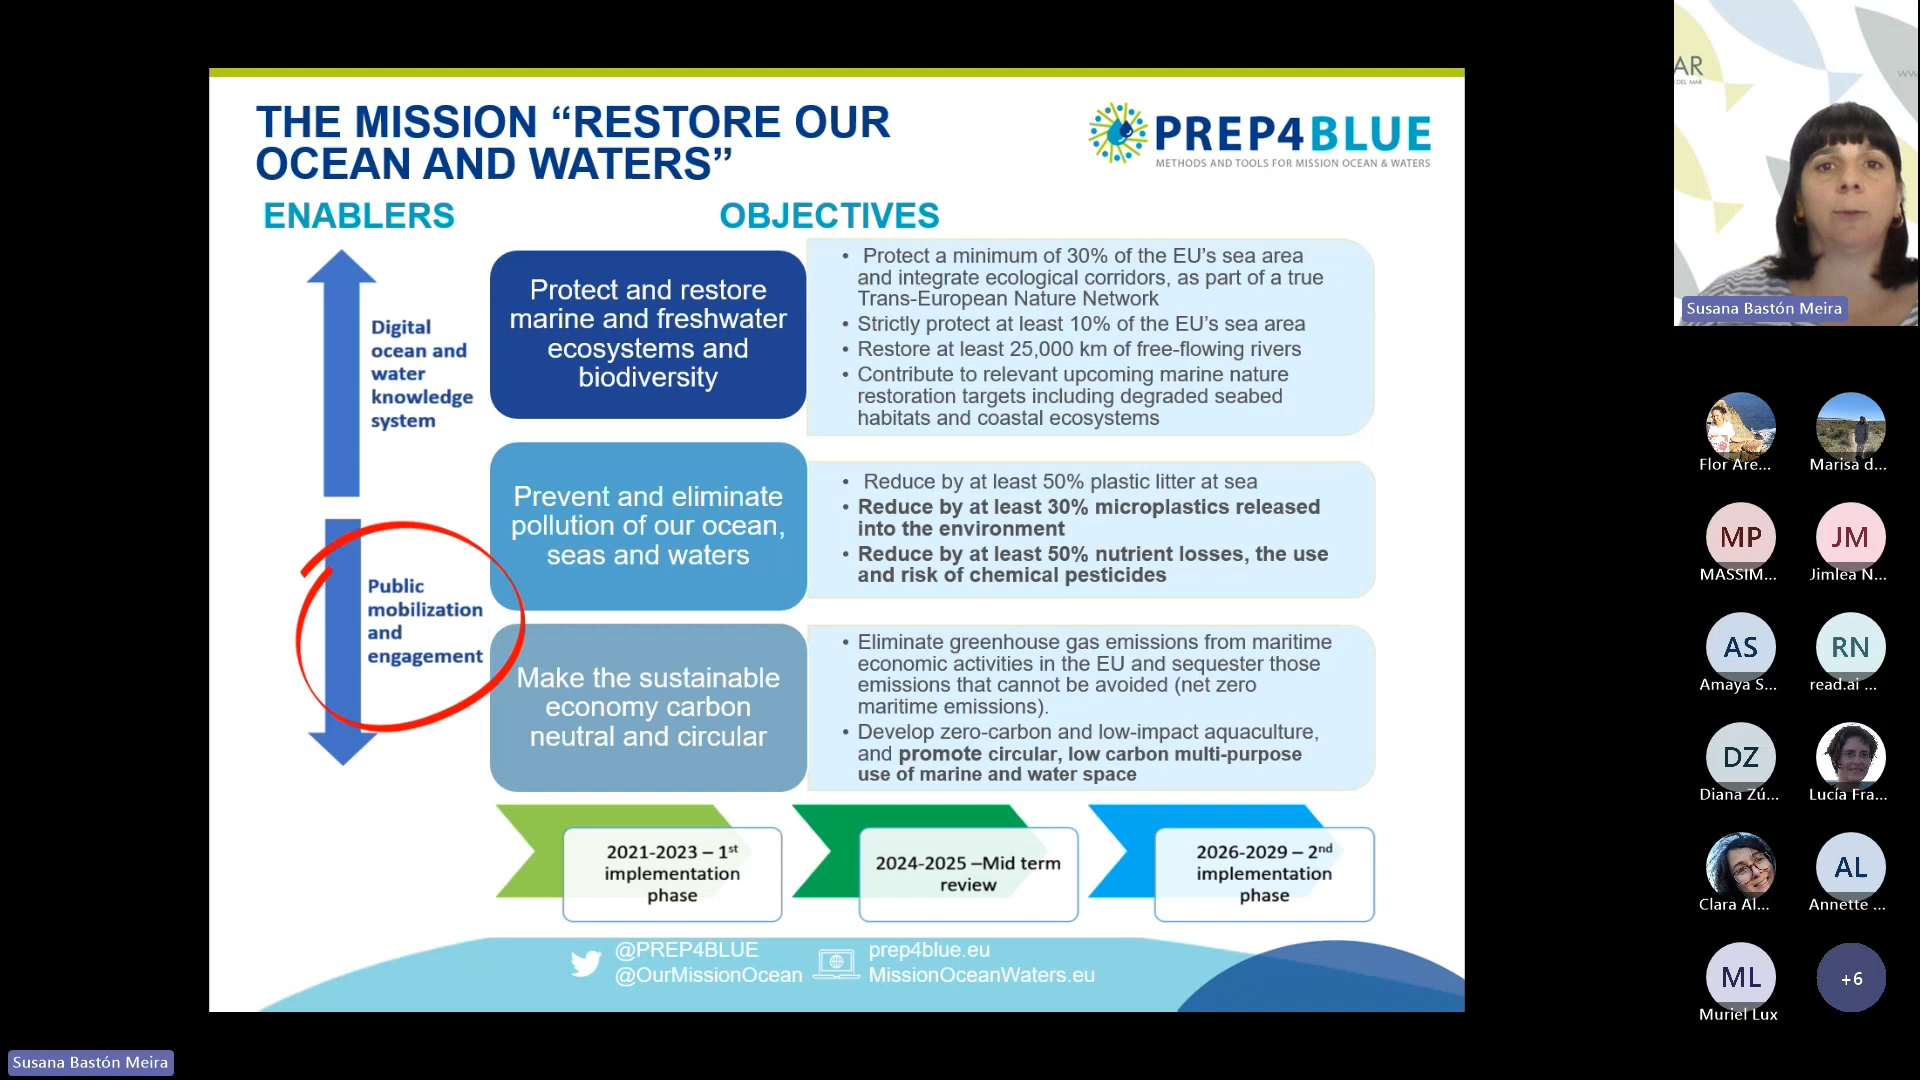 THE MISSION “RESTORE OUR
OCEAN AND WATERS”
PREP4BLUE
METHODS AND TOOLS FOR MISSION OCEAN & WATERS
ENABLERS
OBJECTIVES
Digital
ocean and
water
knowledge
system
Public
mobilization
and
engagement
Protect and restore
marine and freshwater
ecosystems and
biodiversity
• Protect a minimum of 30% of the EU’s sea area
and integrate ecological corridors, as part of a true
Trans-European Nature Network
• Strictly protect at least 10% of the EU’s sea area
• Restore at least 25,000 km of free-flowing rivers
• Contribute to relevant upcoming marine nature
restoration targets including degraded seabed
habitats and coastal ecosystems
Prevent and eliminate
pollution of our ocean,
seas and waters
• Reduce by at least 50% plastic litter at sea
• Reduce by at least 30% microplastics released
into the environment
• Reduce by at least 50% nutrient losses, the use
and risk of chemical pesticides
Make the sustainable
economy carbon
neutral and circular
• Eliminate greenhouse gas emissions from maritime
economic activities in the EU and sequester those
emissions that cannot be avoided (net zero
maritime emissions).
• Develop zero-carbon and low-impact aquaculture,
and promote circular, low carbon multi-purpose
use of marine and water space
2021-2023 – 1st
implementation
phase
2024-2025 –Mid term
review
2026-2029 – 2nd
implementation
phase
@PREP4BLUE
@OurMissionOcean
prep4blue.eu
MissionOceanWaters.eu
AR
DEL MAR
Susana Bastón Meira
Flor Are...
Marisa d...
MP
MASSIM...
JM
Jimlea N...
AS
Amaya S...
RN
read.ai ...
DZ
Diana Zú...
Lucía Fra...
Clara Al...
AL
Annette ...
ML
Muriel Lux
+6
Susana Bastón Meira